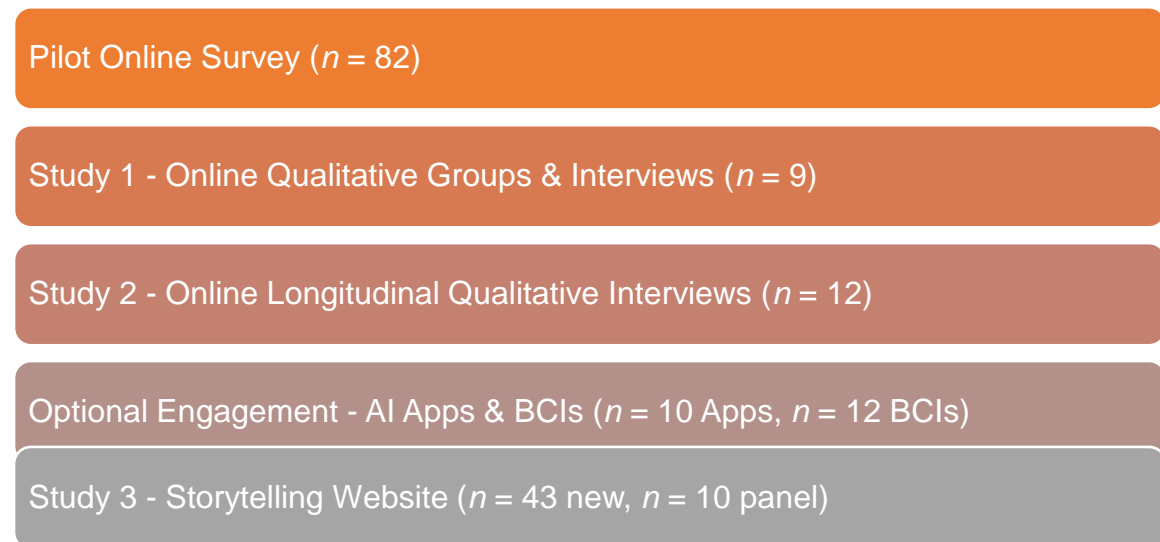 Pilot Online Survey (n = 82)
Study 1 - Online Qualitative Groups & Interviews (n = 9)
Study 2 - Online Longitudinal Qualitative Interviews (n = 12)
Optional Engagement - AI Apps & BCIs (n = 10 Apps, n = 12 BCIs)
Study 3 - Storytelling Website (n = 43 new, n = 10 panel)